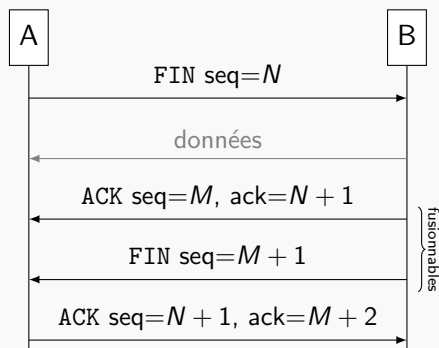 A B
FIN seq=N
données
ACK seq=M, ack=N + 1
FIN seq=M + 1
fusionnables
ACK seq=N + 1, ack=M + 2